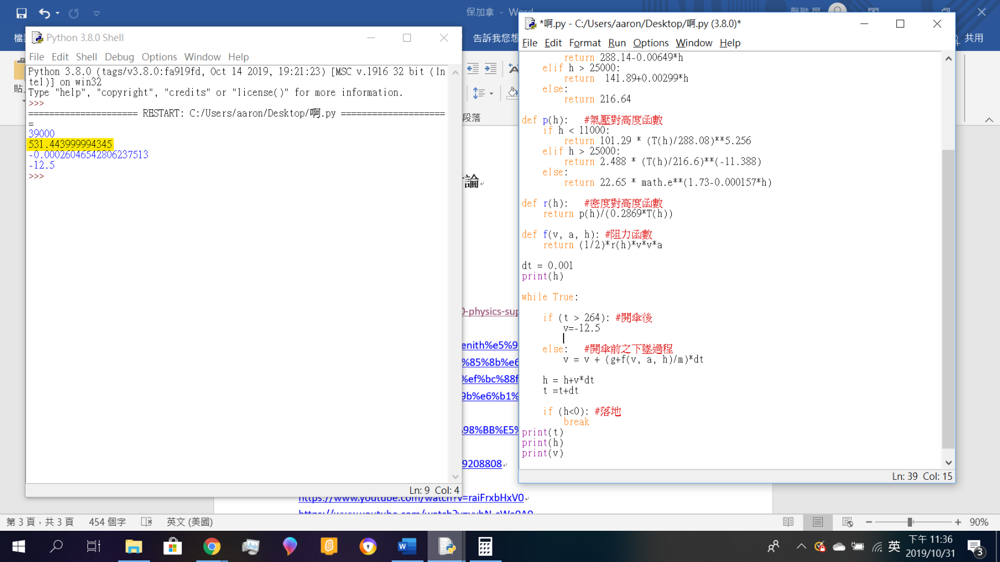 保加拿 - Word
檔
告訴我您想
共用
Python 3.8.0 Shell
File Edit Shell Debug Options Window Help
Python 3.8.0 (tags/v3.8.0:fa919fd, Oct 14 2019, 19:21:23) [MSC v.1916 32 bit (In
tel)] on win32
Type "help", "copyright", "credits" or "license()" for more information.
>>>
===================== RESTART: C:/Users/aaron/Desktop/啊.py ====================
=
39000
531.443999994345
-0.00026046542806237513
-12.5
>>>
Ln: 9 Col: 4
*啊.py - C:/Users/aaron/Desktop/啊.py (3.8.0)*
File Edit Format Run Options Window Help
return 288.14-0.00649*h
elif h > 25000:
return  141.89+0.00299*h
else:
return 216.64
def p(h):   #氣壓對高度函數
if h < 11000:
return 101.29 * (T(h)/288.08)**5.256
elif h > 25000:
return 2.488 * (T(h)/216.6)**(-11.388)
else:
return 22.65 * math.e**(1.73-0.000157*h)
def r(h):   #密度對高度函數
return p(h)/(0.2869*T(h))
def f(v, a, h): #阻力函數
return (1/2)*r(h)*v*v*a
dt = 0.001
print(h)
while True:
if (t > 264): #開傘後
v=-12.5
else:   #開傘前之下墜過程
v = v + (g+f(v, a, h)/m)*dt
h = h+v*dt
t =t+dt
if (h<0): #落地
break
print(t)
print(h)
print(v)
Ln: 39 Col: 15
段落
論
0-physics-sup
enith%e5%9
%85%8b%e6
%ef%bc%88f
9b%e6%b1%
98%BB%E5%
9208808
https://www.youtube.com/watch?v=raiFrxbHxV0
第 3 頁，共 3 頁 454 個字 英文 (美國)
90%
英
下午 11:36
2019/10/31
3